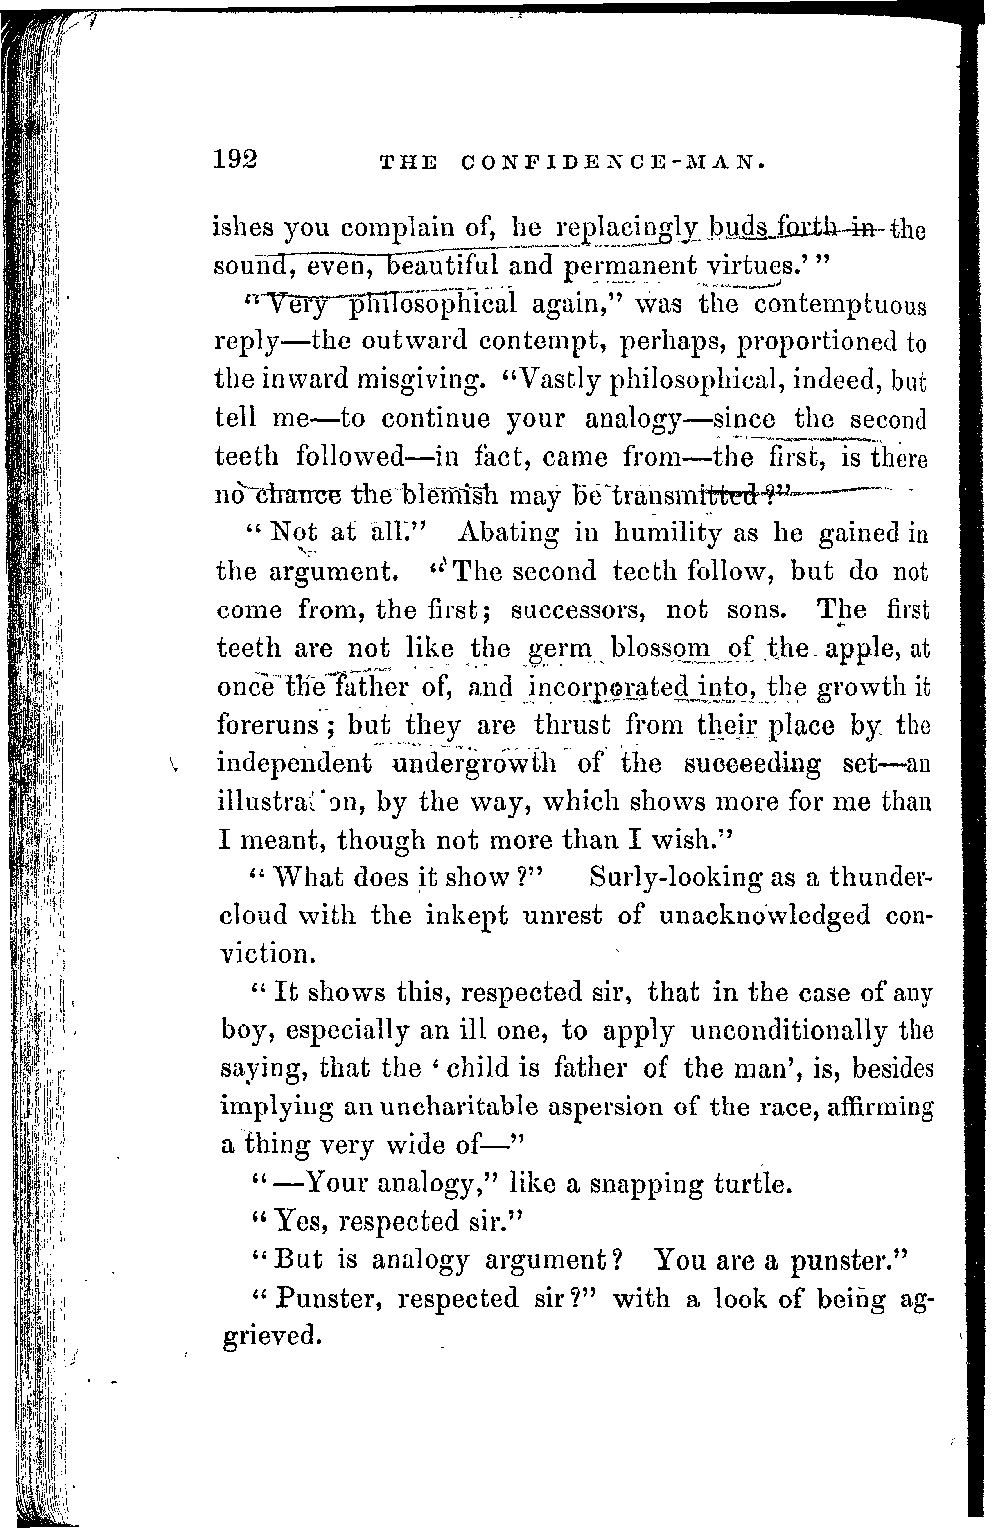 192 THE CONFIDENCE-MAN.
ishes you complain of, he replacingly buds forth in the
sound, even, beautiful and permanent virtues.' ”
“Very philosophical again,” was the contemptuous
reply—the outward contempt, perhaps, proportioned to
the inward misgiving. “Vastly philosophical, indeed, but
tell me—to continue your analogy—since the second
teeth followed—in fact, came from—the first, is there
no chance the blemish may be transmitted?”
“Not at all.” Abating in humility as he gained in
the argument. “The second teeth follow, but do not
come from, the first; successors, not sons. The first
teeth are not like the germ blossom of the apple, at
once the father of, and incorporated into, the growth it
foreruns; but they are thrust from their place by the
independent undergrowth of the succeeding set—an
illustration, by the way, which shows more for me than
I meant, though not more than I wish.”
“What does it show?” Surly-looking as a thunder-
cloud with the inkept unrest of unacknowledged con-
viction.
“It shows this, respected sir, that in the case of any
boy, especially an ill one, to apply unconditionally the
saying, that the ‘child is father of the man’, is, besides
implying an uncharitable aspersion of the race, affirming
a thing very wide of—”
“—Your analogy,” like a snapping turtle.
“Yes, respected sir.”
“But is analogy argument? You are a punster.”
“Punster, respected sir?” with a look of being ag-
grieved.